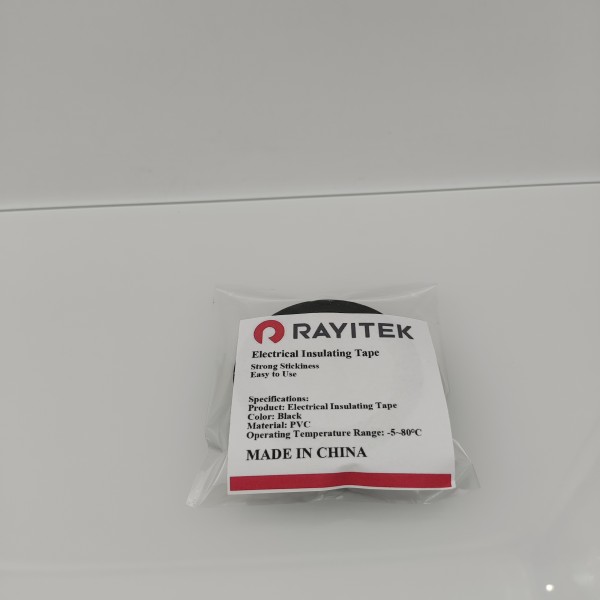 RAYITEK
Electrical Insulating Tape
Strong Stickiness
Easy to Use
Specifications:
Product: Electrical Insulating Tape
Color: Black
Material: PVC
Operating Temperature Range: -5~80°C
MADE IN CHINA